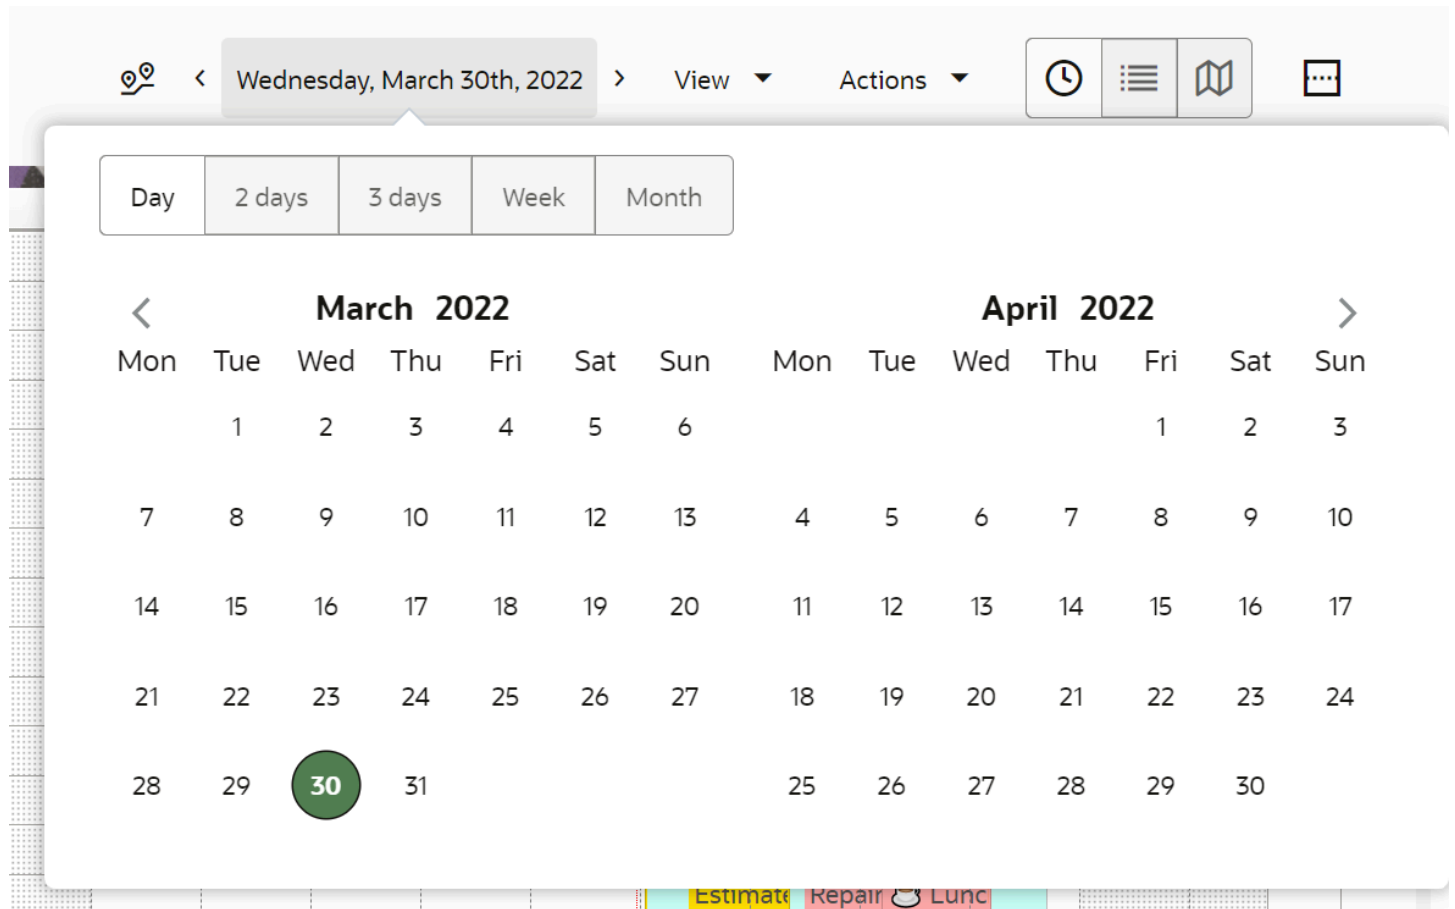 Wednesday, March 30th, 2022 View Actions
Day 2 days 3 days Week Month
March 2022 April 2022
Mon Tue Wed Thu Fri Sat Sun Mon Tue Wed Thu Fri Sat Sun
1 2 3 4 5 6 1 2 3
7 8 9 10 11 12 13 4 5 6 7 8 9 10
14 15 16 17 18 19 20 11 12 13 14 15 16 17
21 22 23 24 25 26 27 18 19 20 21 22 23 24
28 29 30 31 25 26 27 28 29 30
Estimate Repair Lunc